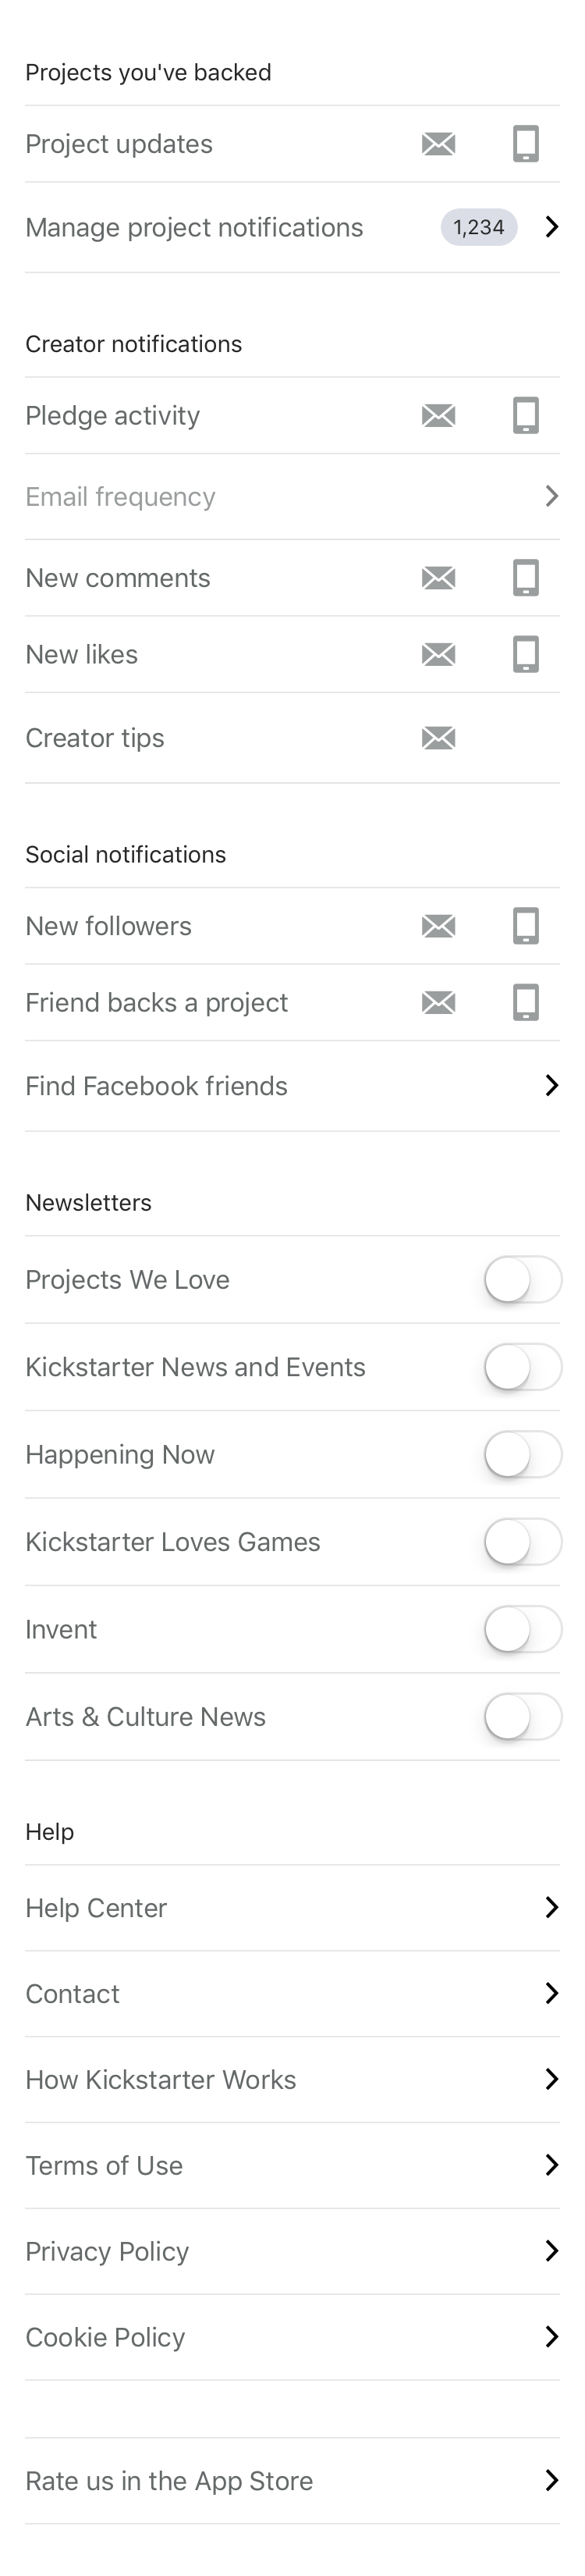 Projects you've backed
Project updates
Manage project notifications 1,234
Creator notifications
Pledge activity
Email frequency
New comments
New likes
Creator tips
Social notifications
New followers
Friend backs a project
Find Facebook friends
Newsletters
Projects We Love
Kickstarter News and Events
Happening Now
Kickstarter Loves Games
Invent
Arts & Culture News
Help
Help Center
Contact
How Kickstarter Works
Terms of Use
Privacy Policy
Cookie Policy
Rate us in the App Store